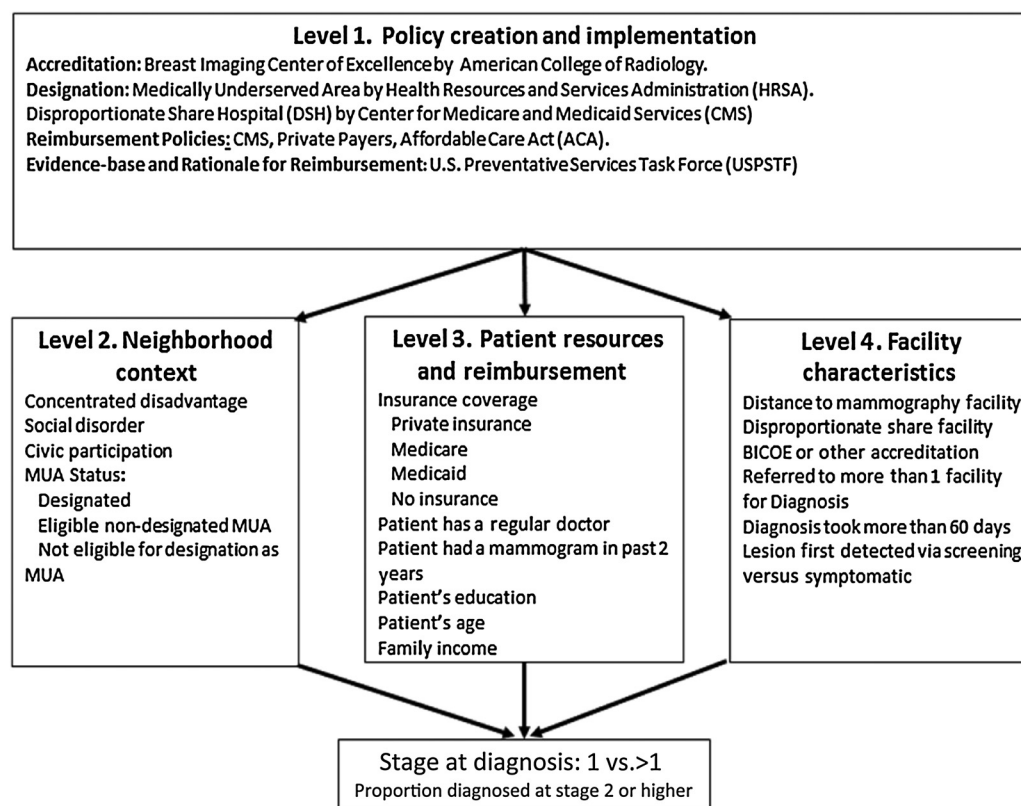 Level 1. Policy creation and implementation
Accreditation: Breast Imaging Center of Excellence by American College of Radiology.
Designation: Medically Underserved Area by Health Resources and Services Administration (HRSA).
Disproportionate Share Hospital (DSH) by Center for Medicare and Medicaid Services (CMS)
Reimbursement Policies: CMS, Private Payers, Affordable Care Act (ACA).
Evidence-base and Rationale for Reimbursement: U.S. Preventative Services Task Force (USPSTF)
Level 2. Neighborhood
context
Concentrated disadvantage
Social disorder
Civic participation
MUA Status:
Designated
Eligible non-designated MUA
Not eligible for designation as
MUA
Level 3. Patient resources
and reimbursement
Insurance coverage
Private insurance
Medicare
Medicaid
No insurance
Patient has a regular doctor
Patient had a mammogram in past 2
years
Patient's education
Patient's age
Family income
Level 4. Facility
characteristics
Distance to mammography facility
Disproportionate share facility
BICOE or other accreditation
Referred to more than 1 facility
for Diagnosis
Diagnosis took more than 60 days
Lesion first detected via screening
versus symptomatic
Stage at diagnosis: 1 vs.>1
Proportion diagnosed at stage 2 or higher